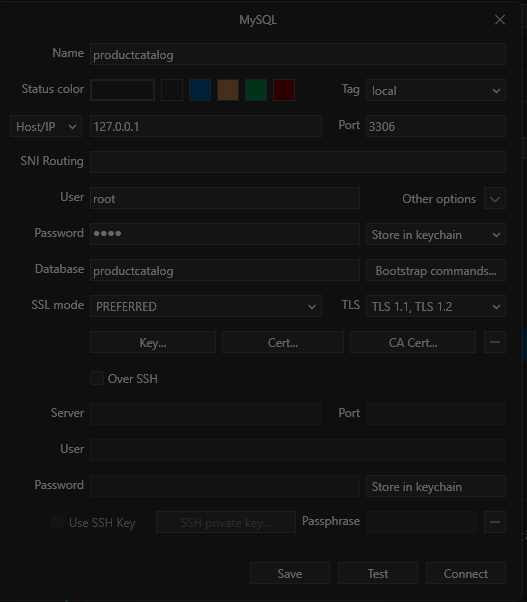 MySQL
Name productcatalog
Status color Tag local
Host/IP 127.0.0.1 Port 3306
SNI Routing
User root Other options
Password •••• Store in keychain
Database productcatalog Bootstrap commands...
SSL mode PREFERRED TLS TLS 1.1, TLS 1.2
Key... Cert... CA Cert...
Over SSH
Server Port
User
Password Store in keychain
Use SSH Key SSH private key... Passphrase
Save Test Connect